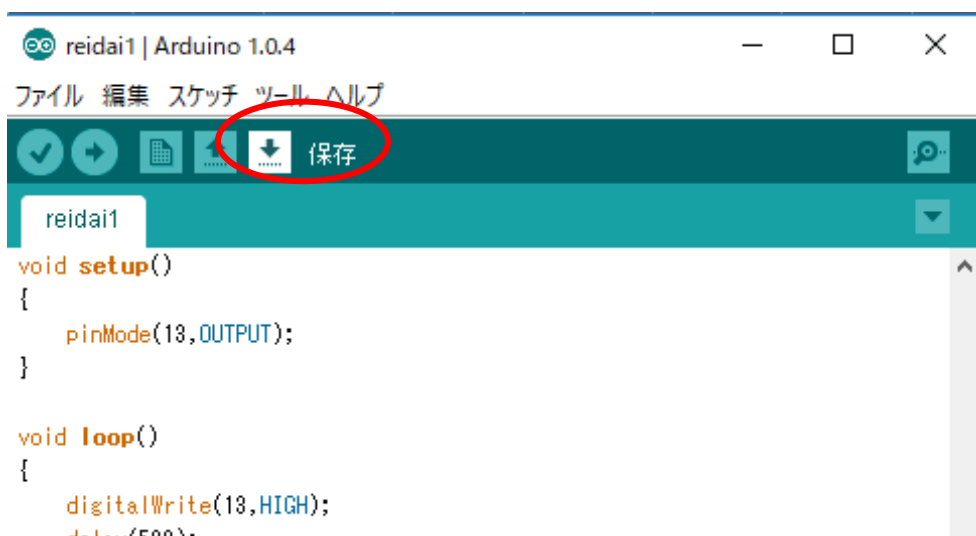 reidai1 | Arduino 1.0.4
ファイル 編集 スケッチ ツール ヘルプ
保存
reidai1
void setup()
{
pinMode(13,OUTPUT);
}
void loop()
{
digitalWrite(13,HIGH);